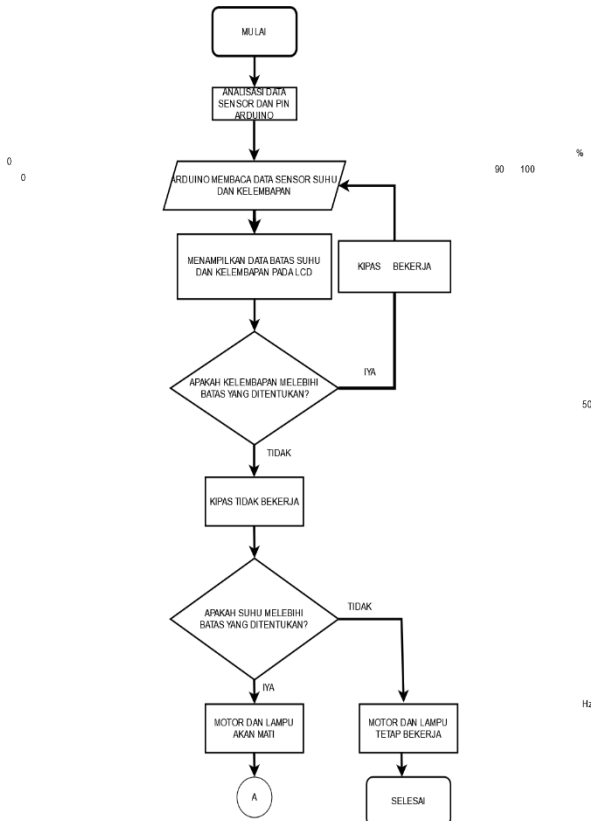 MULAI
ANALISASI DATA
SENSOR DAN PIN
ARDUINO
0
0
ARDUINO MEMBACA DATA SENSOR SUHU
DAN KELEMBAPAN
90 100
%
MENAMPILKAN DATA BATAS SUHU
DAN KELEMBAPAN PADA LCD
KIPAS BEKERJA
APAKAH KELEMBAPAN MELEBIHI
BATAS YANG DITENTUKAN?
IYA
50
TIDAK
KIPAS TIDAK BEKERJA
APAKAH SUHU MELEBIHI
BATAS YANG DITENTUKAN?
TIDAK
IYA
MOTOR DAN LAMPU
AKAN MATI
MOTOR DAN LAMPU
TETAP BEKERJA
Hz
A
SELESAI